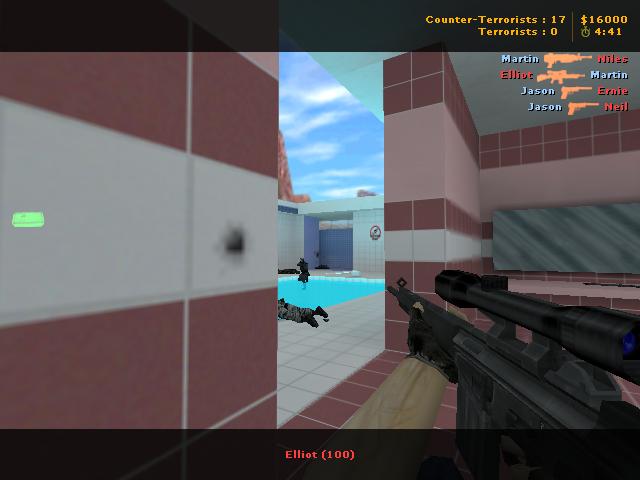 Counter-Terrorists : 17 $16000
Terrorists : 0 4:41
Martin Niles
Elliot Martin
Jason Ernie
Jason Neil
Elliot (100)